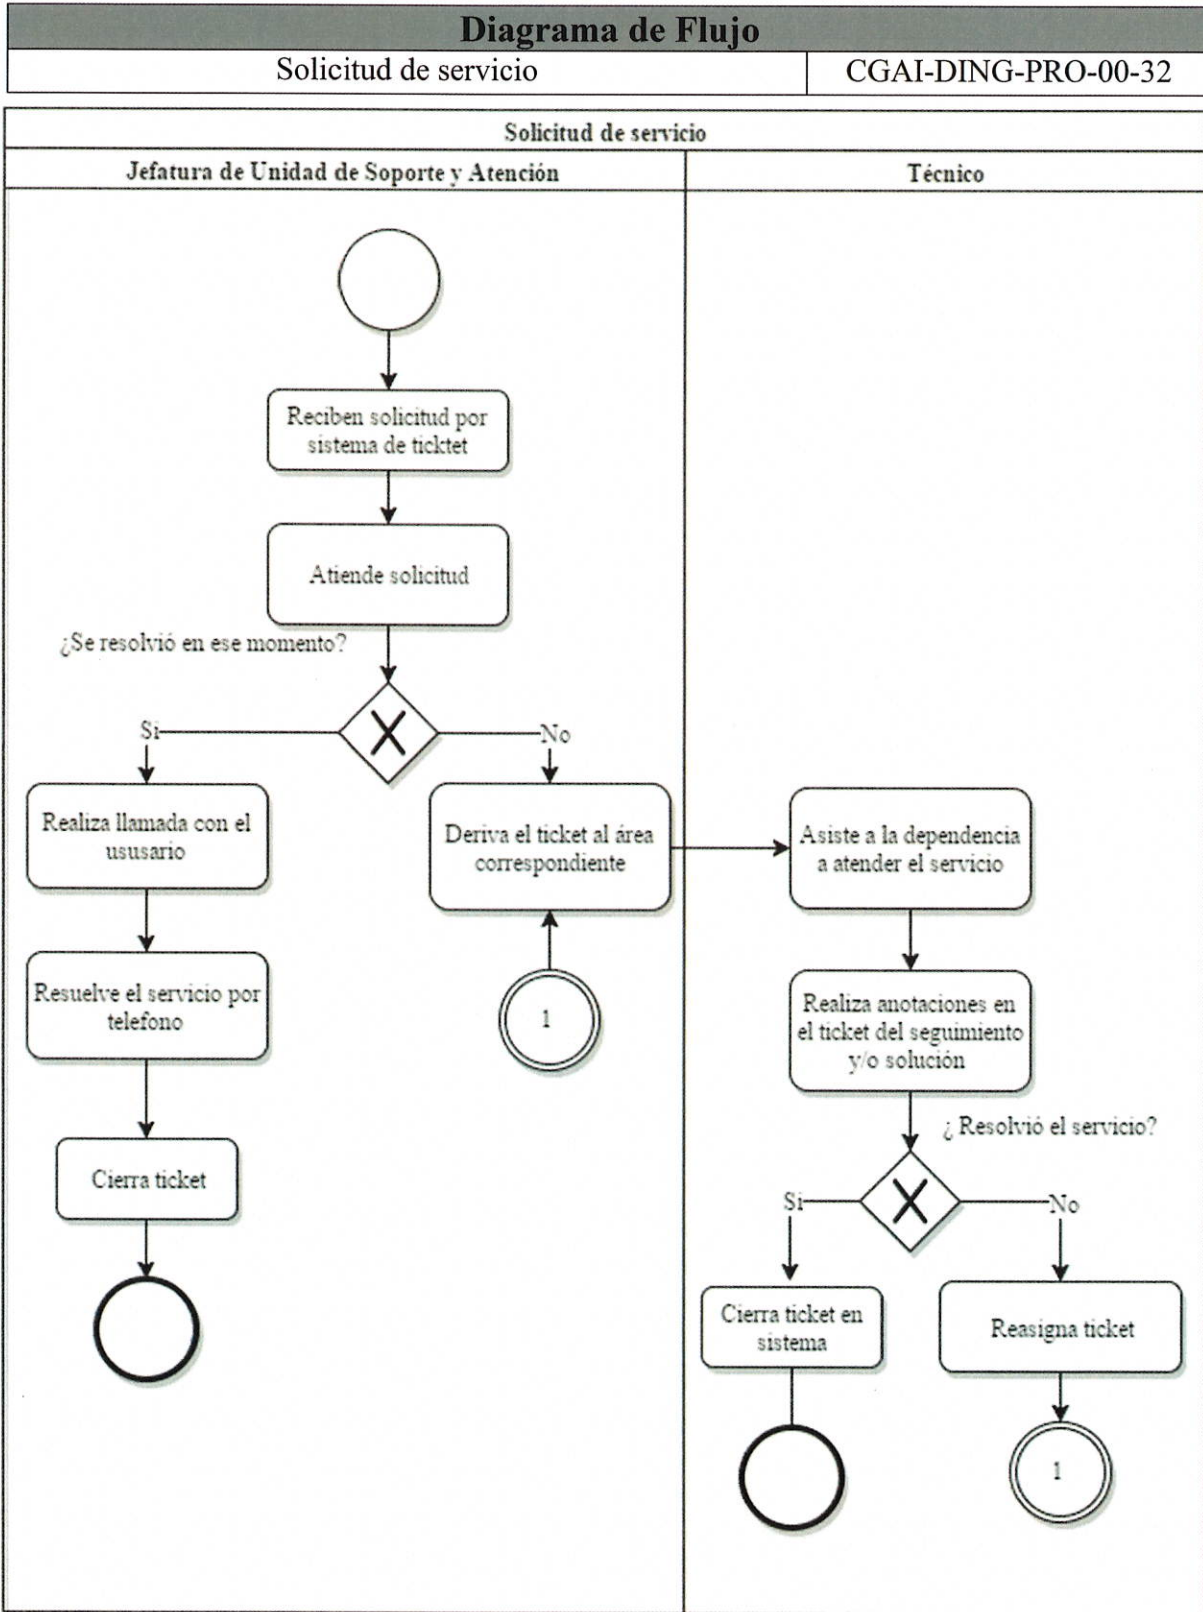 Diagrama de Flujo
Solicitud de servicio
CGAI-DING-PRO-00-32
Solicitud de servicio
Jefatura de Unidad de Soporte y Atención
Técnico
Reciben solicitud por
sistema de ticktet
Atiende solicitud
¿Se resolvió en ese momento?
Si
No
Realiza llamada con el
ususario
Deriva el ticket al área
correspondiente
Asiste a la dependencia
a atender el servicio
Resuelve el servicio por
telefono
1
Realiza anotaciones en
el ticket del seguimiento
y/o solución
¿ Resolvió el servicio?
Cierra ticket
Si
No
Cierra ticket en
sistema
Reasigna ticket
1